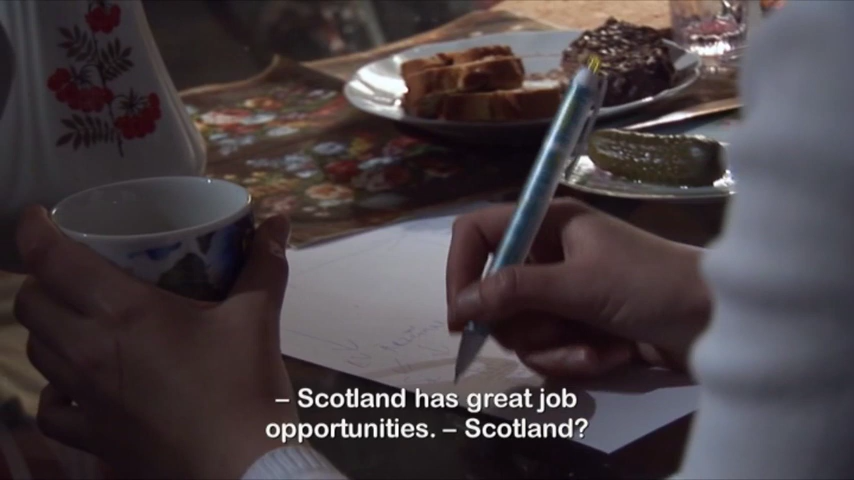 – Scotland has great job
opportunities. – Scotland?